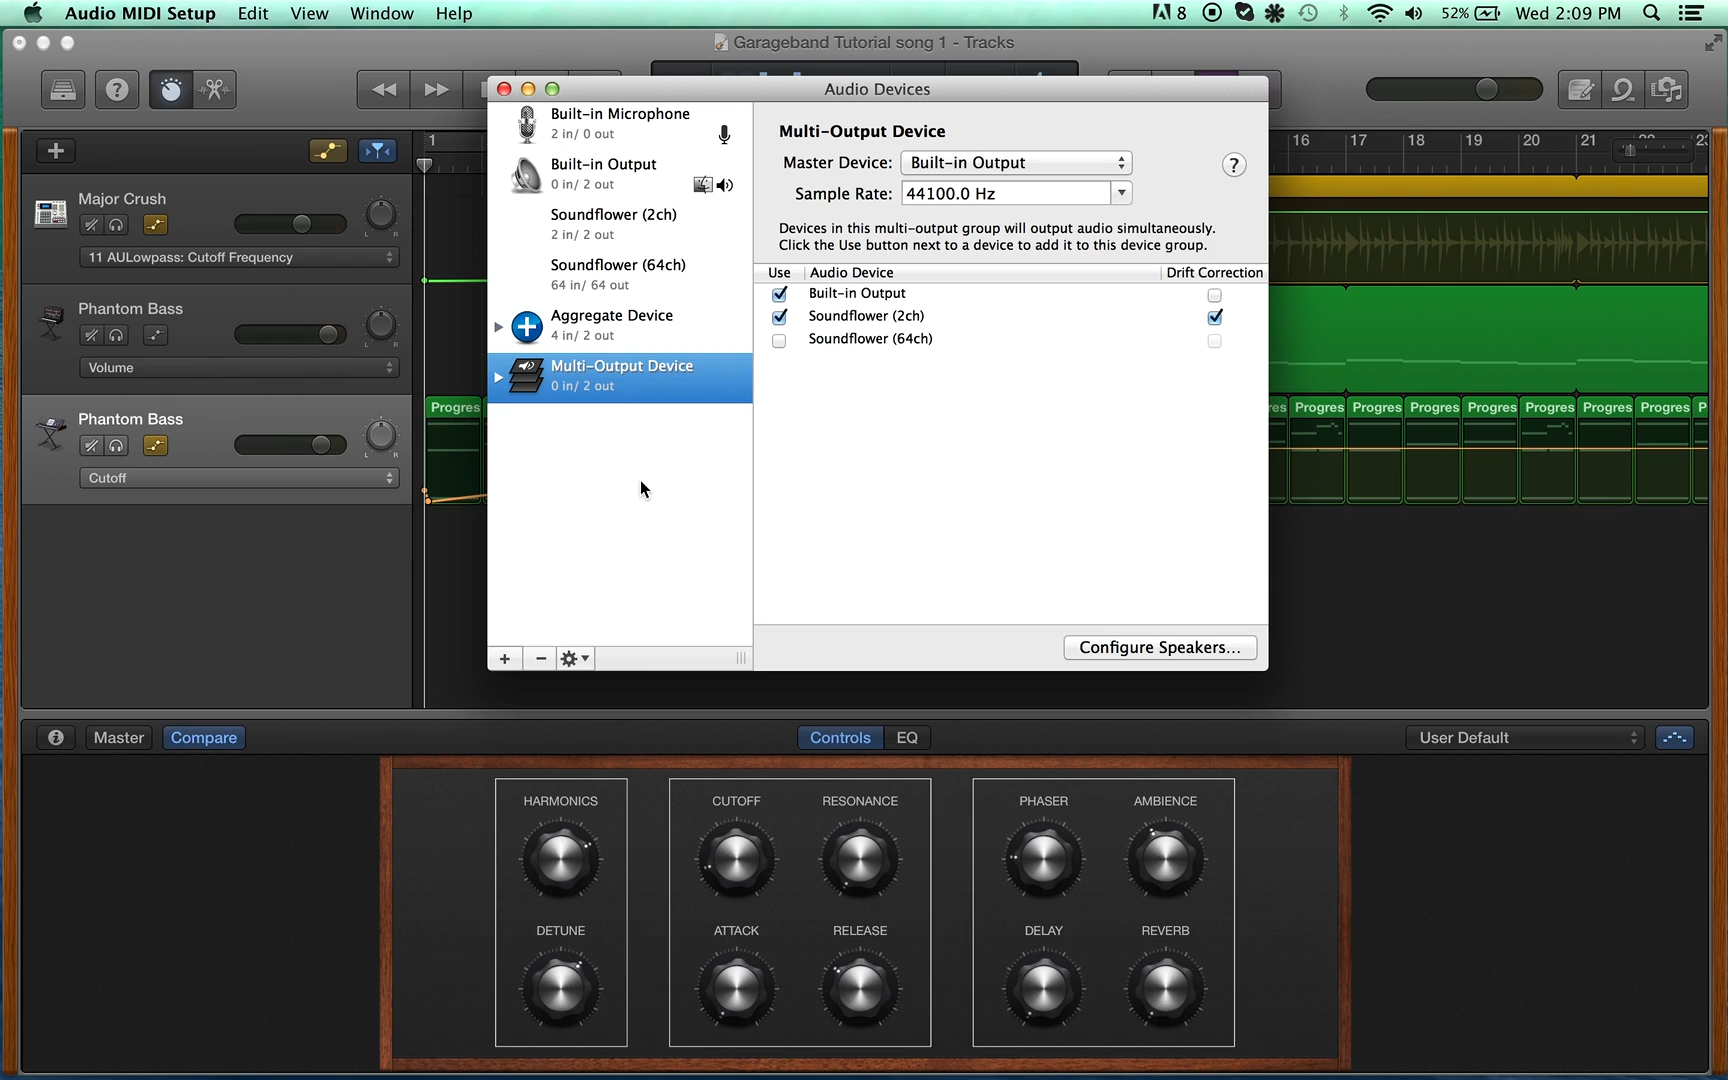 Audio MIDI Setup Edit View Window Help
8 52% Wed 2:09 PM
Garageband Tutorial song 1 - Tracks
Audio Devices
Built-in Microphone
2 in/ 0 out
Built-in Output
0 in/ 2 out
Soundflower (2ch)
2 in/ 2 out
Soundflower (64ch)
64 in/ 64 out
Aggregate Device
4 in/ 2 out
Multi-Output Device
0 in/ 2 out
Multi-Output Device
Master Device: Built-in Output
?
Sample Rate: 44100.0 Hz
Devices in this multi-output group will output audio simultaneously.
Click the Use button next to a device to add it to this device group.
Use Audio Device Drift Correction
Built-in Output
Soundflower (2ch)
Soundflower (64ch)
Configure Speakers...
1 16 17 18 19 20 21
Major Crush
L R
11 AULowpass: Cutoff Frequency
Phantom Bass
L R
Volume
Phantom Bass
L R
Cutoff
Progres Progres Progres Progres Progres Progres Progres Progres
Master Compare Controls EQ User Default
HARMONICS CUTOFF RESONANCE PHASER AMBIENCE
DETUNE ATTACK RELEASE DELAY REVERB